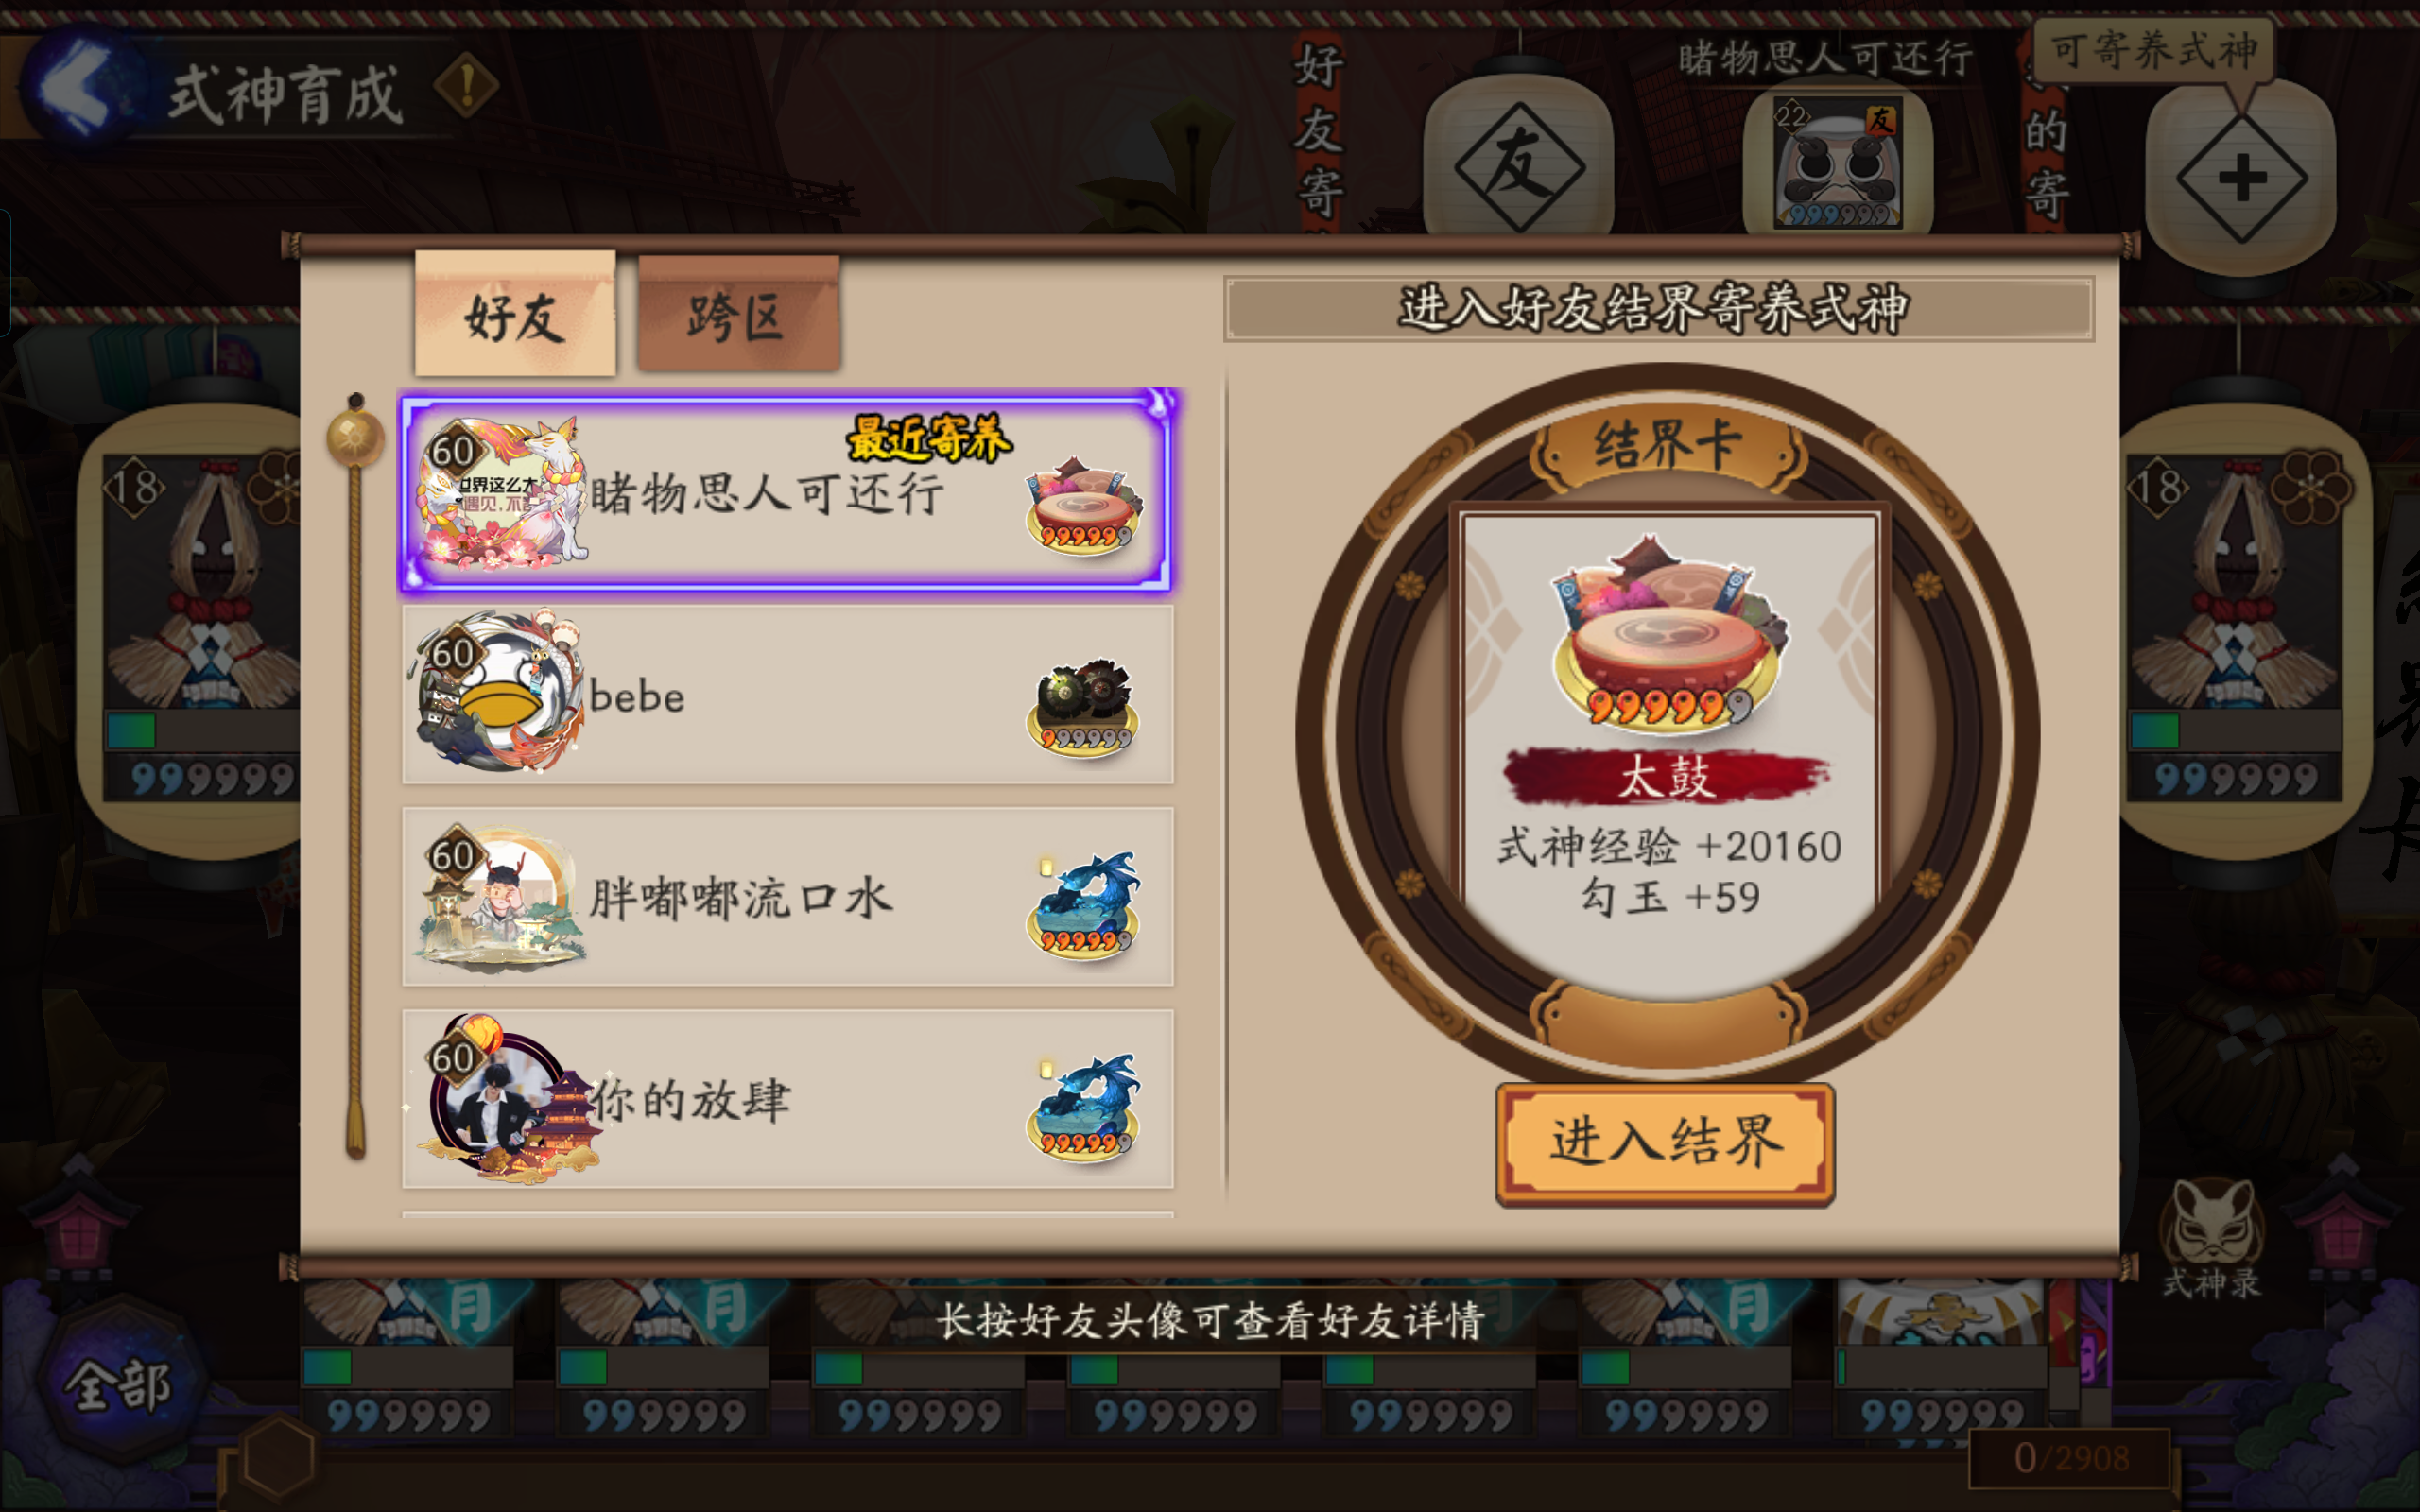 式神育成
好友寄
友
睹物思人可还行
22
友
的寄
可寄养式神
好友
跨区
进入好友结界寄养式神
60
最近寄养
睹物思人可还行
60
bebe
60
胖嘟嘟流口水
60
你的放肆
结界卡
太鼓
式神经验 +20160
勾玉 +59
进入结界
18
18
式神录
长按好友头像可查看好友详情
全部
0/2908